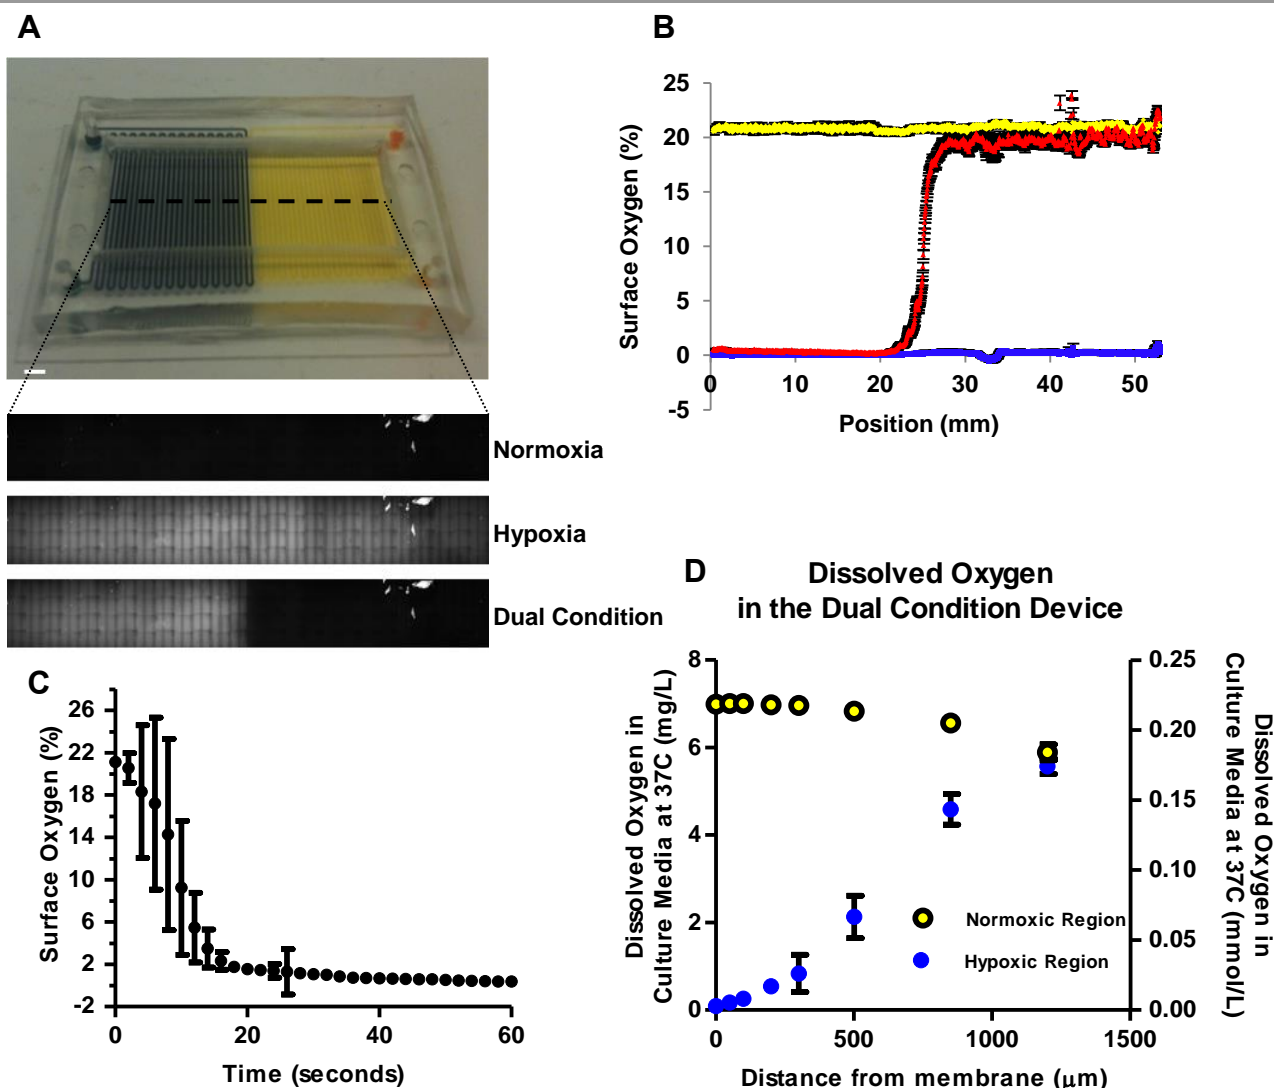 A
Normoxia
Hypoxia
Dual Condition
B
25
20
15
10
5
0
-5
0
10
20
30
40
50
Surface Oxygen (%)
Position (mm)
C
26
22
18
14
10
6
2
-2
0
20
40
60
Surface Oxygen (%)
Time (seconds)
D
Dissolved Oxygen
in the Dual Condition Device
8
6
4
2
0
0.25
0.20
0.15
0.10
0.05
0.00
0
500
1000
1500
Dissolved Oxygen in
Culture Media at 37C (mg/L)
Dissolved Oxygen in
Culture Media at 37C (mmol/L)
Normoxic Region
Hypoxic Region
Distance from membrane (μm)